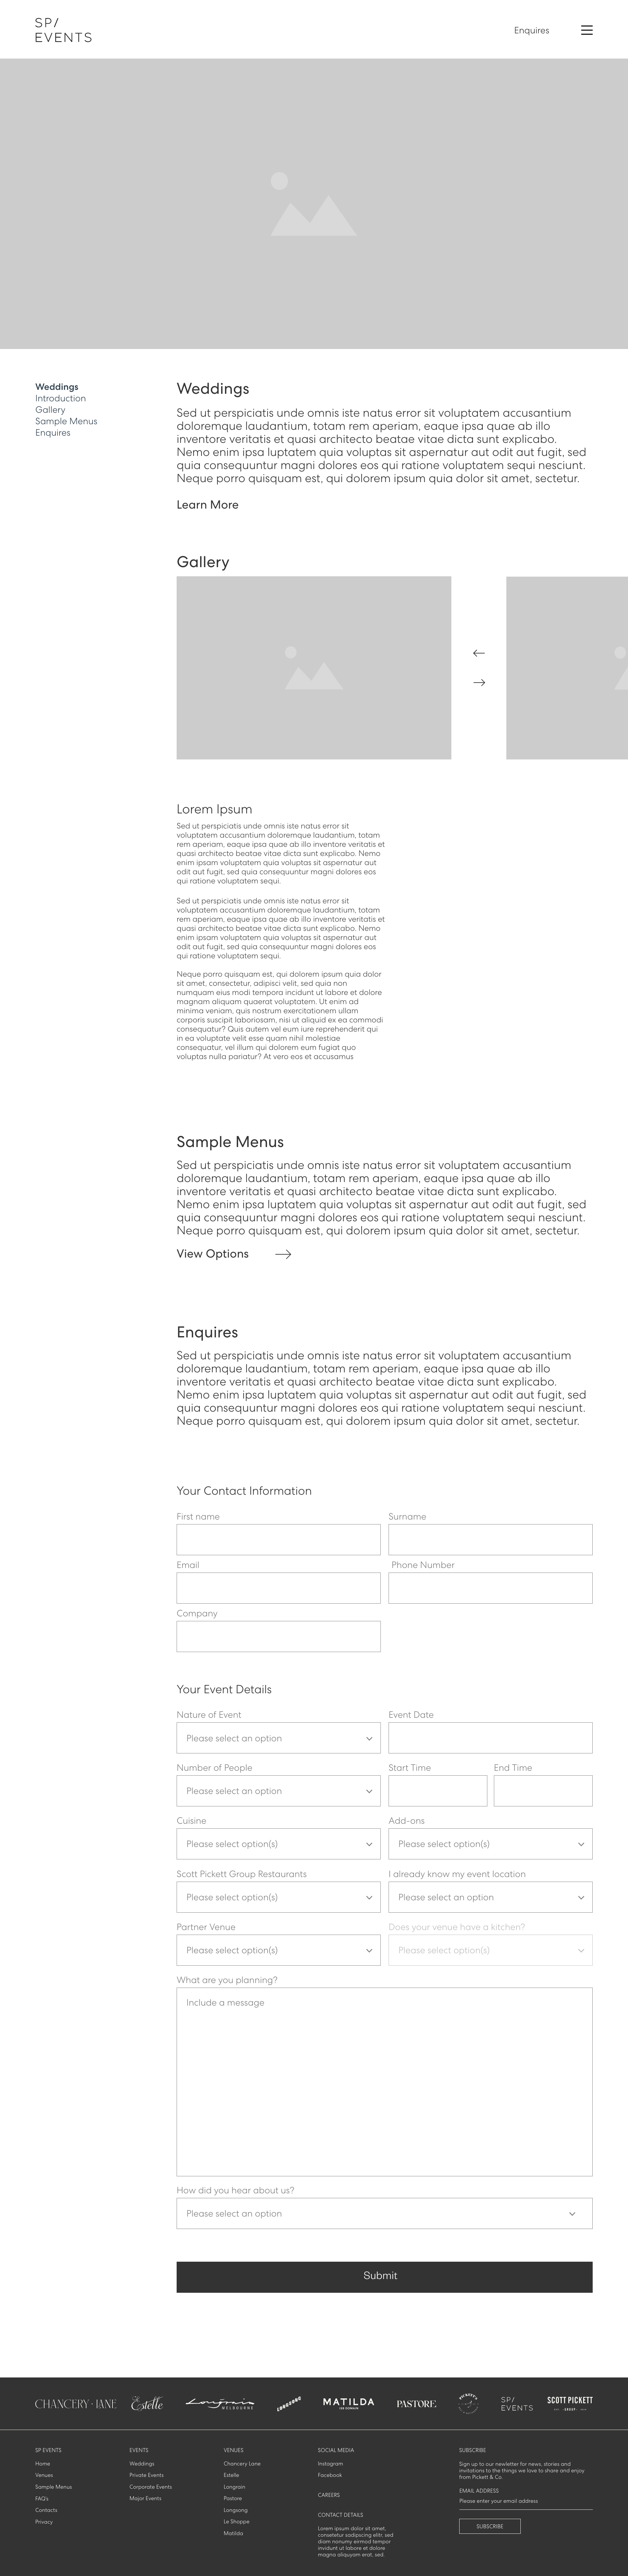 SP/
EVENTS
Enquires
Weddings
Introduction
Gallery
Sample Menus
Enquires
Weddings
Sed ut perspiciatis unde omnis iste natus error sit voluptatem accusantium
doloremque laudantium, totam rem aperiam, eaque ipsa quae ab illo
inventore veritatis et quasi architecto beatae vitae dicta sunt explicabo.
Nemo enim ipsa luptatem quia voluptas sit aspernatur aut odit aut fugit, sed
quia consequuntur magni dolores eos qui ratione voluptatem sequi nesciunt.
Neque porro quisquam est, qui dolorem ipsum quia dolor sit amet, sectetur.
Learn More
Gallery
Lorem Ipsum
Sed ut perspiciatis unde omnis iste natus error sit
voluptatem accusantium doloremque laudantium, totam
rem aperiam, eaque ipsa quae ab illo inventore veritatis et
quasi architecto beatae vitae dicta sunt explicabo. Nemo
enim ipsam voluptatem quia voluptas sit aspernatur aut
odit aut fugit, sed quia consequuntur magni dolores eos
qui ratione voluptatem sequi.
Sed ut perspiciatis unde omnis iste natus error sit
voluptatem accusantium doloremque laudantium, totam
rem aperiam, eaque ipsa quae ab illo inventore veritatis et
quasi architecto beatae vitae dicta sunt explicabo. Nemo
enim ipsam voluptatem quia voluptas sit aspernatur aut
odit aut fugit, sed quia consequuntur magni dolores eos
qui ratione voluptatem sequi.
Neque porro quisquam est, qui dolorem ipsum quia dolor
sit amet, consectetur, adipisci velit, sed quia non
numquam eius modi tempora incidunt ut labore et dolore
magnam aliquam quaerat voluptatem. Ut enim ad
minima veniam, quis nostrum exercitationem ullam
corporis suscipit laboriosam, nisi ut aliquid ex ea commodi
consequatur? Quis autem vel eum iure reprehenderit qui
in ea voluptate velit esse quam nihil molestiae
consequatur, vel illum qui dolorem eum fugiat quo
voluptas nulla pariatur? At vero eos et accusamus
Sample Menus
Sed ut perspiciatis unde omnis iste natus error sit voluptatem accusantium
doloremque laudantium, totam rem aperiam, eaque ipsa quae ab illo
inventore veritatis et quasi architecto beatae vitae dicta sunt explicabo.
Nemo enim ipsa luptatem quia voluptas sit aspernatur aut odit aut fugit, sed
quia consequuntur magni dolores eos qui ratione voluptatem sequi nesciunt.
Neque porro quisquam est, qui dolorem ipsum quia dolor sit amet, sectetur.
View Options
Enquires
Sed ut perspiciatis unde omnis iste natus error sit voluptatem accusantium
doloremque laudantium, totam rem aperiam, eaque ipsa quae ab illo
inventore veritatis et quasi architecto beatae vitae dicta sunt explicabo.
Nemo enim ipsa luptatem quia voluptas sit aspernatur aut odit aut fugit, sed
quia consequuntur magni dolores eos qui ratione voluptatem sequi nesciunt.
Neque porro quisquam est, qui dolorem ipsum quia dolor sit amet, sectetur.
Your Contact Information
First name
Surname
Email
Phone Number
Company
Your Event Details
Nature of Event
Event Date
Please select an option
Number of People
Start Time
End Time
Please select an option
Cuisine
Add-ons
Please select option(s)
Please select option(s)
Scott Pickett Group Restaurants
I already know my event location
Please select option(s)
Please select an option
Partner Venue
Does your venue have a kitchen?
Please select option(s)
Please select option(s)
What are you planning?
Include a message
How did you hear about us?
Please select an option
Submit
CHANCERY LANE
Estelle
Longrain
MELBOURNE
LONGSONG
MATILDA
159 DOMAIN
PASTORE
PICKETT'S
SP/
EVENTS
SCOTT PICKETT
GROUP
SP EVENTS
Home
Venues
Sample Menus
FAQ's
Contacts
Privacy
EVENTS
Weddings
Private Events
Corporate Events
Major Events
VENUES
Chancery Lane
Estelle
Longrain
Pastore
Longsong
Le Shoppe
Matilda
SOCIAL MEDIA
Instagram
Facebook
CAREERS
CONTACT DETAILS
Lorem ipsum dolor sit amet,
consetetur sadipscing elitr, sed
diam nonumy eirmod tempor
invidunt ut labore et dolore
magna aliquyam erat, sed
SUBSCRIBE
Sign up to our newletter for news, stories and
invitations to the things we love to share and enjoy
from Pickett & Co.
EMAIL ADDRESS
Please enter your email address
SUBSCRIBE